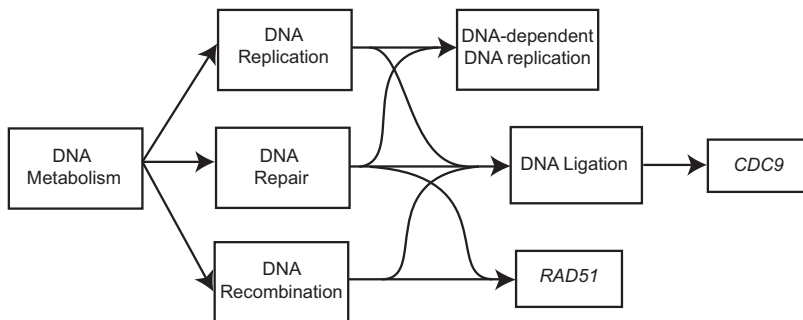 DNA
Metabolism
DNA
Replication
DNA
Repair
DNA
Recombination
DNA-dependent
DNA replication
DNA Ligation
CDC9
RAD51